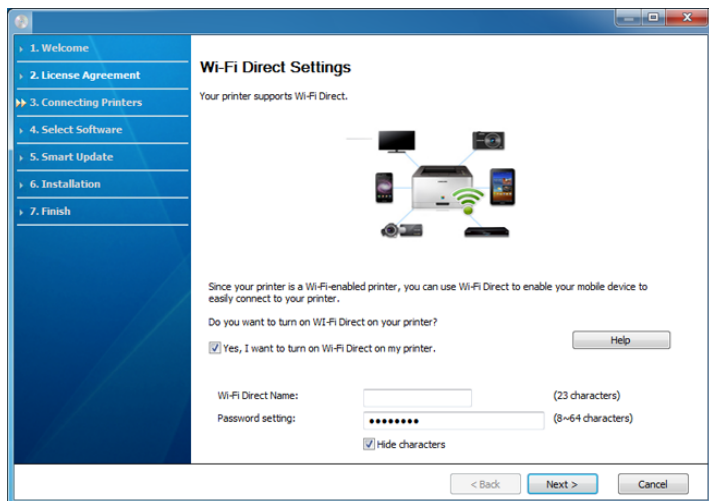 1. Welcome
2. License Agreement
3. Connecting Printers
4. Select Software
5. Smart Update
6. Installation
7. Finish
Wi-Fi Direct Settings
Your printer supports Wi-Fi Direct.
Since your printer is a Wi-Fi-enabled printer, you can use Wi-Fi Direct to enable your mobile device to
easily connect to your printer.
Do you want to turn on WI-Fi Direct on your printer?
Yes, I want to turn on Wi-Fi Direct on my printer.
Help
Wi-Fi Direct Name: (23 characters)
Password setting: •••••••• (8~64 characters)
Hide characters
< Back Next > Cancel